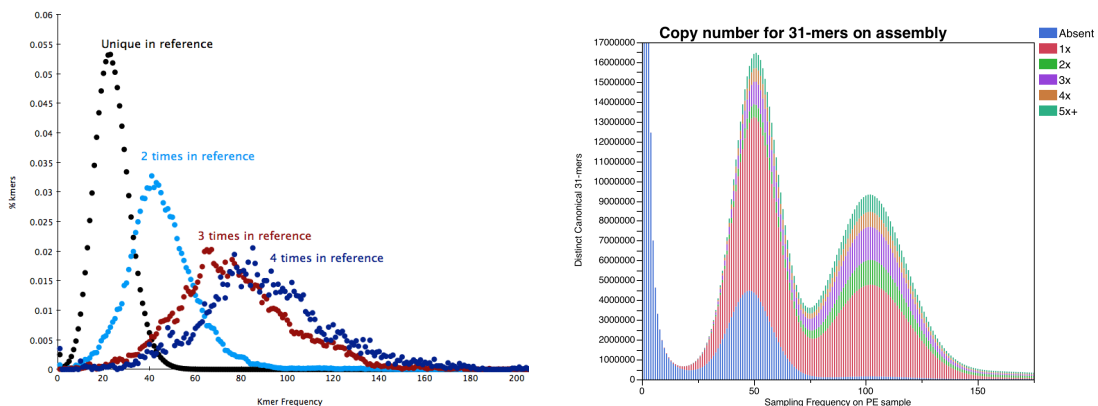 0.06
0.055
0.05
0.045
0.04
0.035
0.03
0.025
0.02
0.015
0.01
0.005
0
% kmers
Unique in reference
2 times in reference
3 times in reference
4 times in reference
0 20 40 60 80 100 120 140 160 180 200
Kmer Frequency
Copy number for 31-mers on assembly
17000000
16000000
15000000
14000000
13000000
12000000
11000000
10000000
9000000
8000000
7000000
6000000
5000000
4000000
3000000
2000000
1000000
0
Distinct Canonical 31-mers
0 50 100 150
Sampling Frequency on PE sample
Absent
1x
2x
3x
4x
5x+